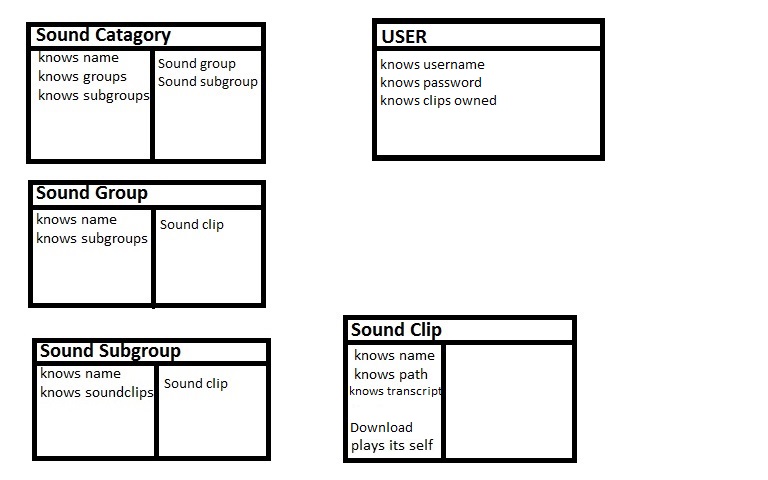 Sound Catagory
knows name
knows groups
knows subgroups
Sound group
Sound subgroup
USER
knows username
knows password
knows clips owned
Sound Group
knows name
knows subgroups
Sound clip
Sound Subgroup
knows name
knows soundclips
Sound clip
Sound Clip
knows name
knows path
knows transcript
Download
plays its self